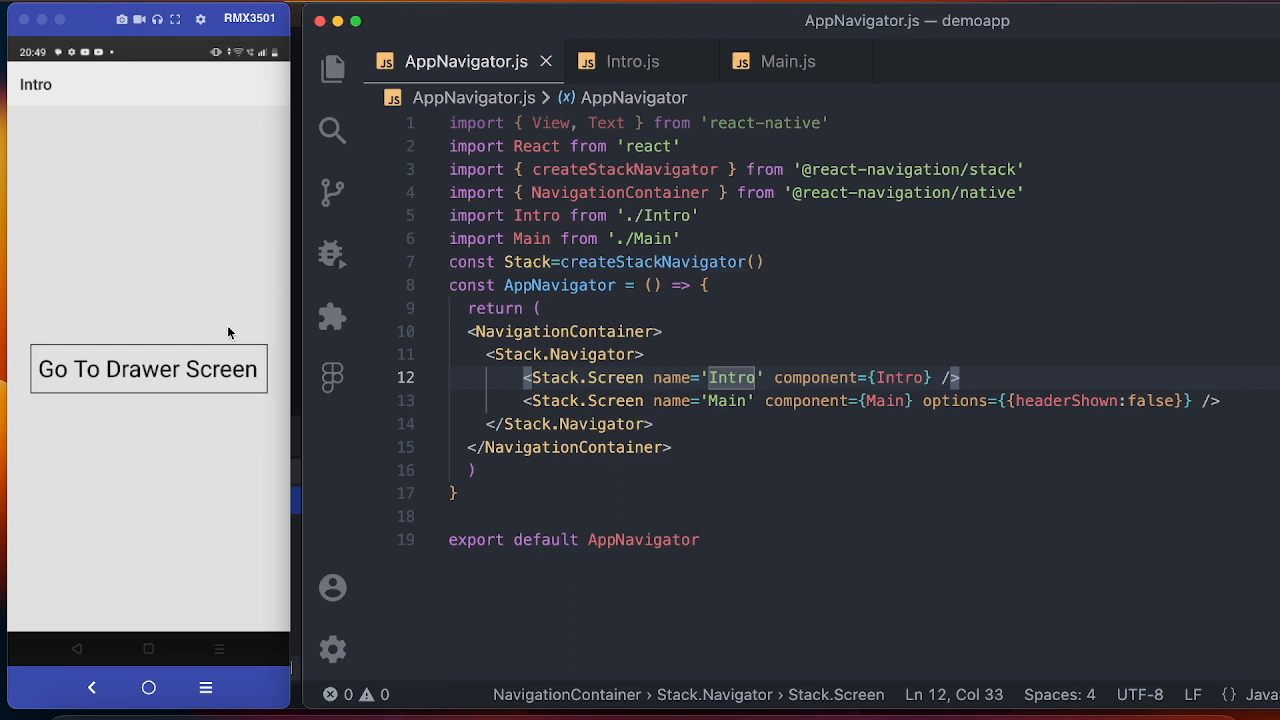 RMX3501
20:49
Intro
Go To Drawer Screen
AppNavigator.js — demoapp
JS AppNavigator.js
JS Intro.js
JS Main.js
JS AppNavigator.js > (x) AppNavigator
1 import { View, Text } from 'react-native'
2 import React from 'react'
3 import { createStackNavigator } from '@react-navigation/stack'
4 import { NavigationContainer } from '@react-navigation/native'
5 import Intro from './Intro'
6 import Main from './Main'
7 const Stack=createStackNavigator()
8 const AppNavigator = () => {
9 return (
10 <NavigationContainer>
11 <Stack.Navigator>
12 <Stack.Screen name='Intro' component={Intro} />
13 <Stack.Screen name='Main' component={Main} options={{headerShown:false}} />
14 </Stack.Navigator>
15 </NavigationContainer>
16 )
17 }
18
19 export default AppNavigator
0 0 NavigationContainer › Stack.Navigator › Stack.Screen Ln 12, Col 33 Spaces: 4 UTF-8 LF {} Java